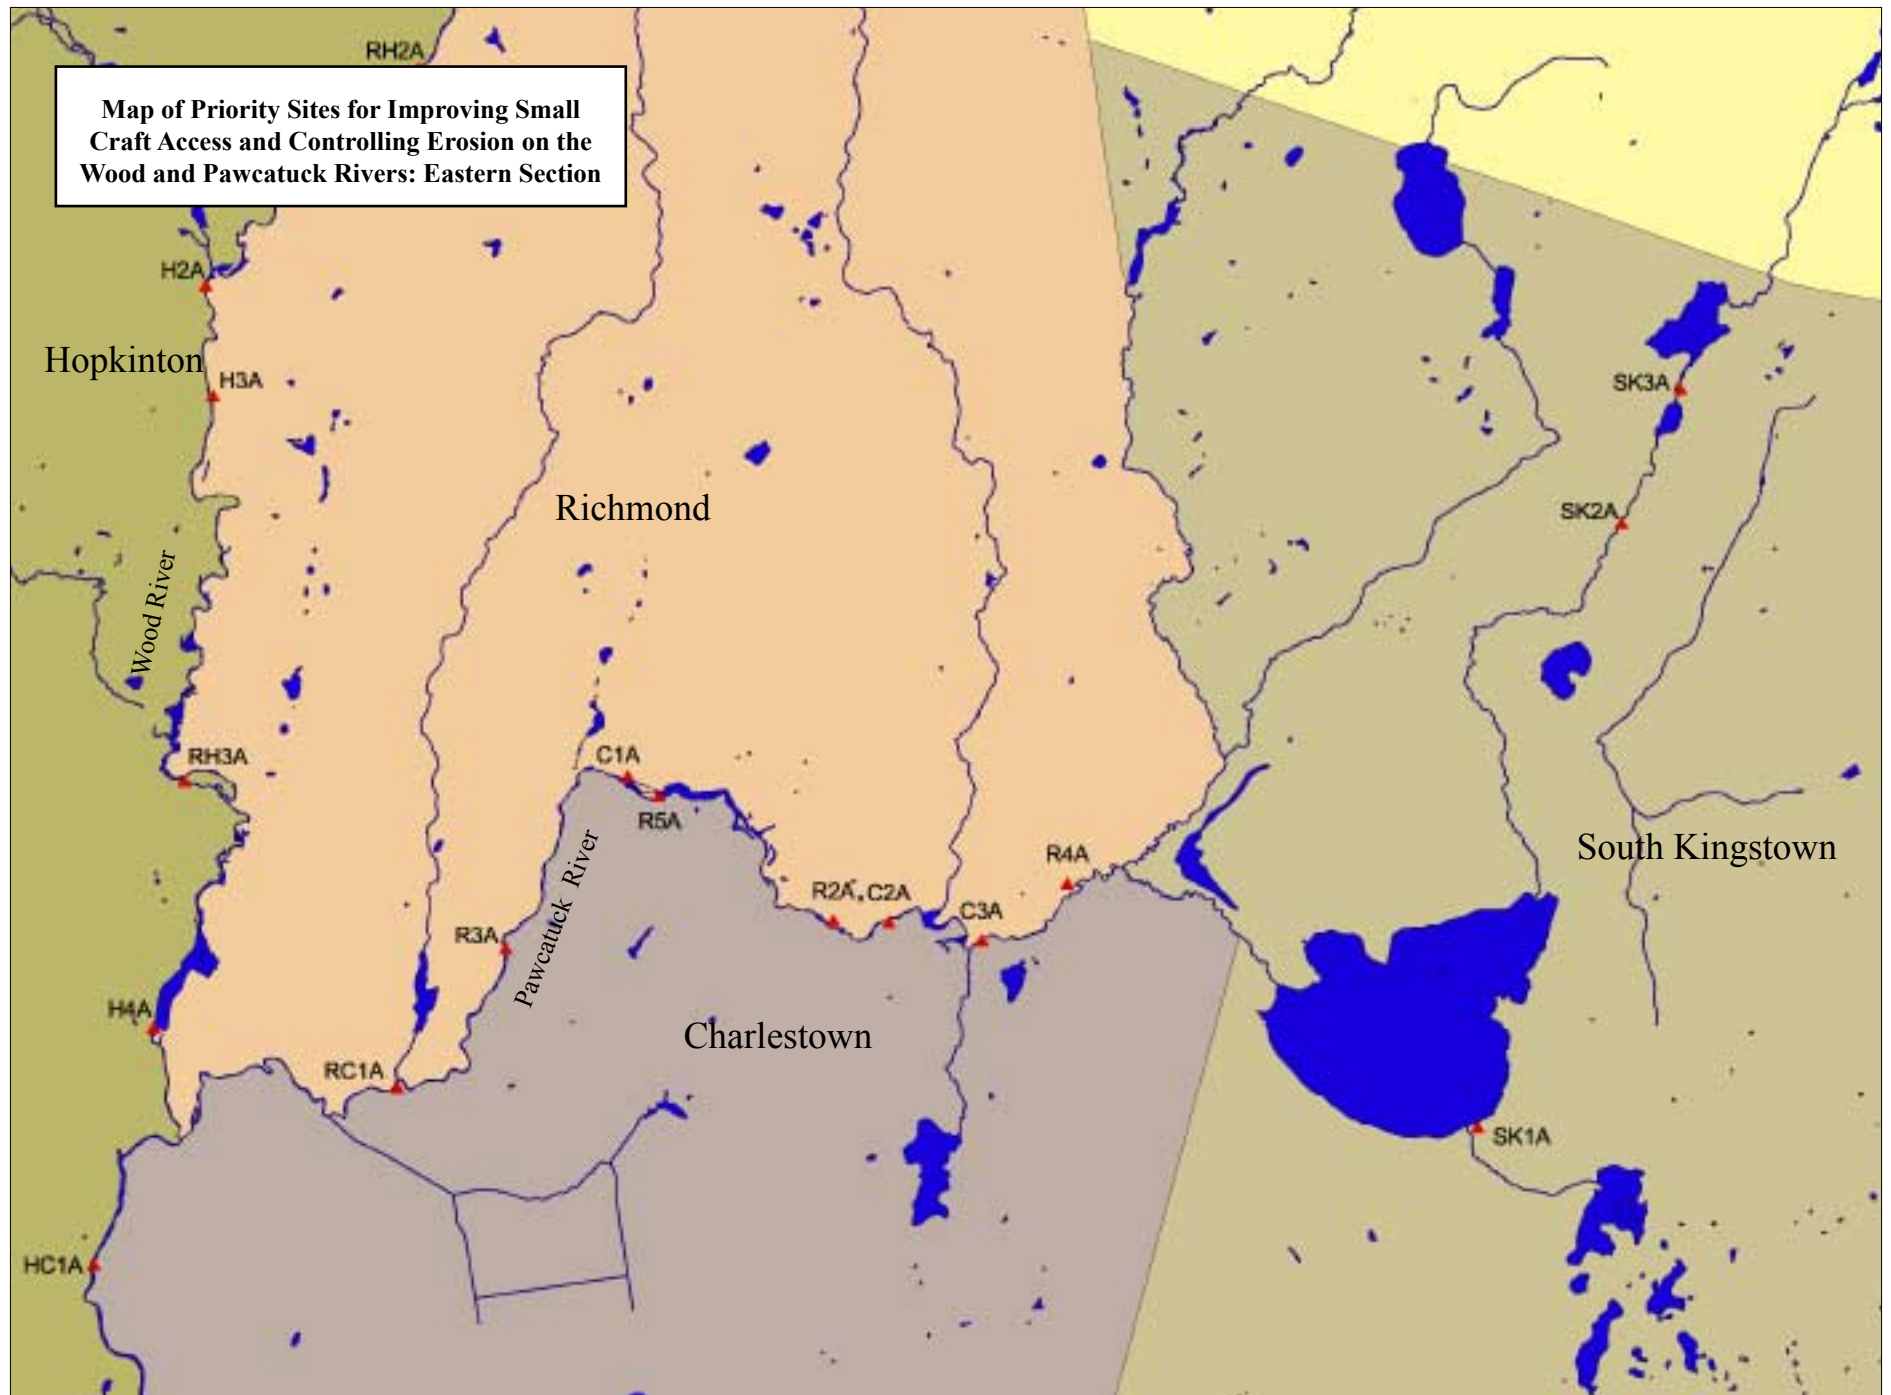 RH2A
Map of Priority Sites for Improving Small
Craft Access and Controlling Erosion on the
Wood and Pawcatuck Rivers: Eastern Section
H2A
Hopkinton
H3A
SK3A
Richmond
SK2A
Wood River
RH3A
C1A
R5A
South Kingstown
R4A
R2A
C2A
C3A
R3A
Pawcatuck River
H4A
Charlestown
RC1A
SK1A
HC1A